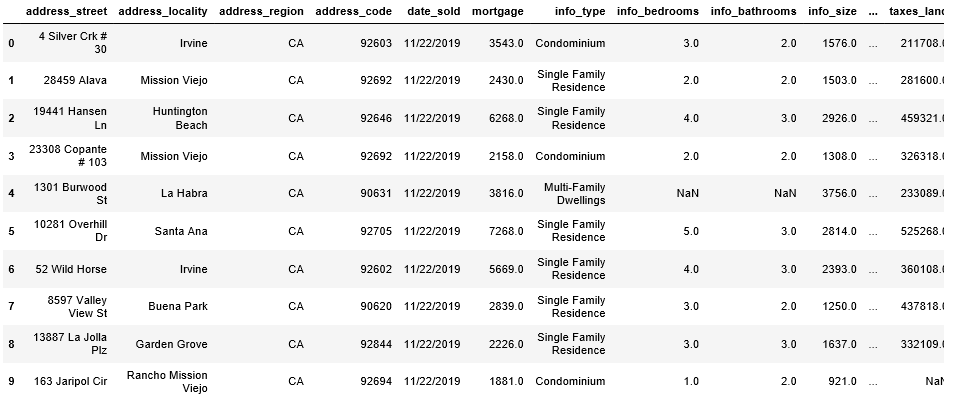 address_street address_locality address_region address_code date_sold mortgage info_type info_bedrooms info_bathrooms info_size ... taxes_land
0 4 Silver Crk # 30 Irvine CA 92603 11/22/2019 3543.0 Condominium 3.0 2.0 1576.0 ... 211708.0
1 28459 Alava Mission Viejo CA 92692 11/22/2019 2430.0 Single Family Residence 2.0 2.0 1503.0 ... 281600.0
2 19441 Hansen Ln Huntington Beach CA 92646 11/22/2019 6268.0 Single Family Residence 4.0 3.0 2926.0 ... 459321.0
3 23308 Copante # 103 Mission Viejo CA 92692 11/22/2019 2158.0 Condominium 2.0 2.0 1308.0 ... 326318.0
4 1301 Burwood St La Habra CA 90631 11/22/2019 3816.0 Multi-Family Dwellings NaN NaN 3756.0 ... 233089.0
5 10281 Overhill Dr Santa Ana CA 92705 11/22/2019 7268.0 Single Family Residence 5.0 3.0 2814.0 ... 525268.0
6 52 Wild Horse Irvine CA 92602 11/22/2019 5669.0 Single Family Residence 4.0 3.0 2393.0 ... 360108.0
7 8597 Valley View St Buena Park CA 90620 11/22/2019 2839.0 Single Family Residence 3.0 2.0 1250.0 ... 437818.0
8 13887 La Jolla Plz Garden Grove CA 92844 11/22/2019 2226.0 Single Family Residence 3.0 3.0 1637.0 ... 332109.0
9 163 Jaripol Cir Rancho Mission Viejo CA 92694 11/22/2019 1881.0 Condominium 1.0 2.0 921.0 ... NaN